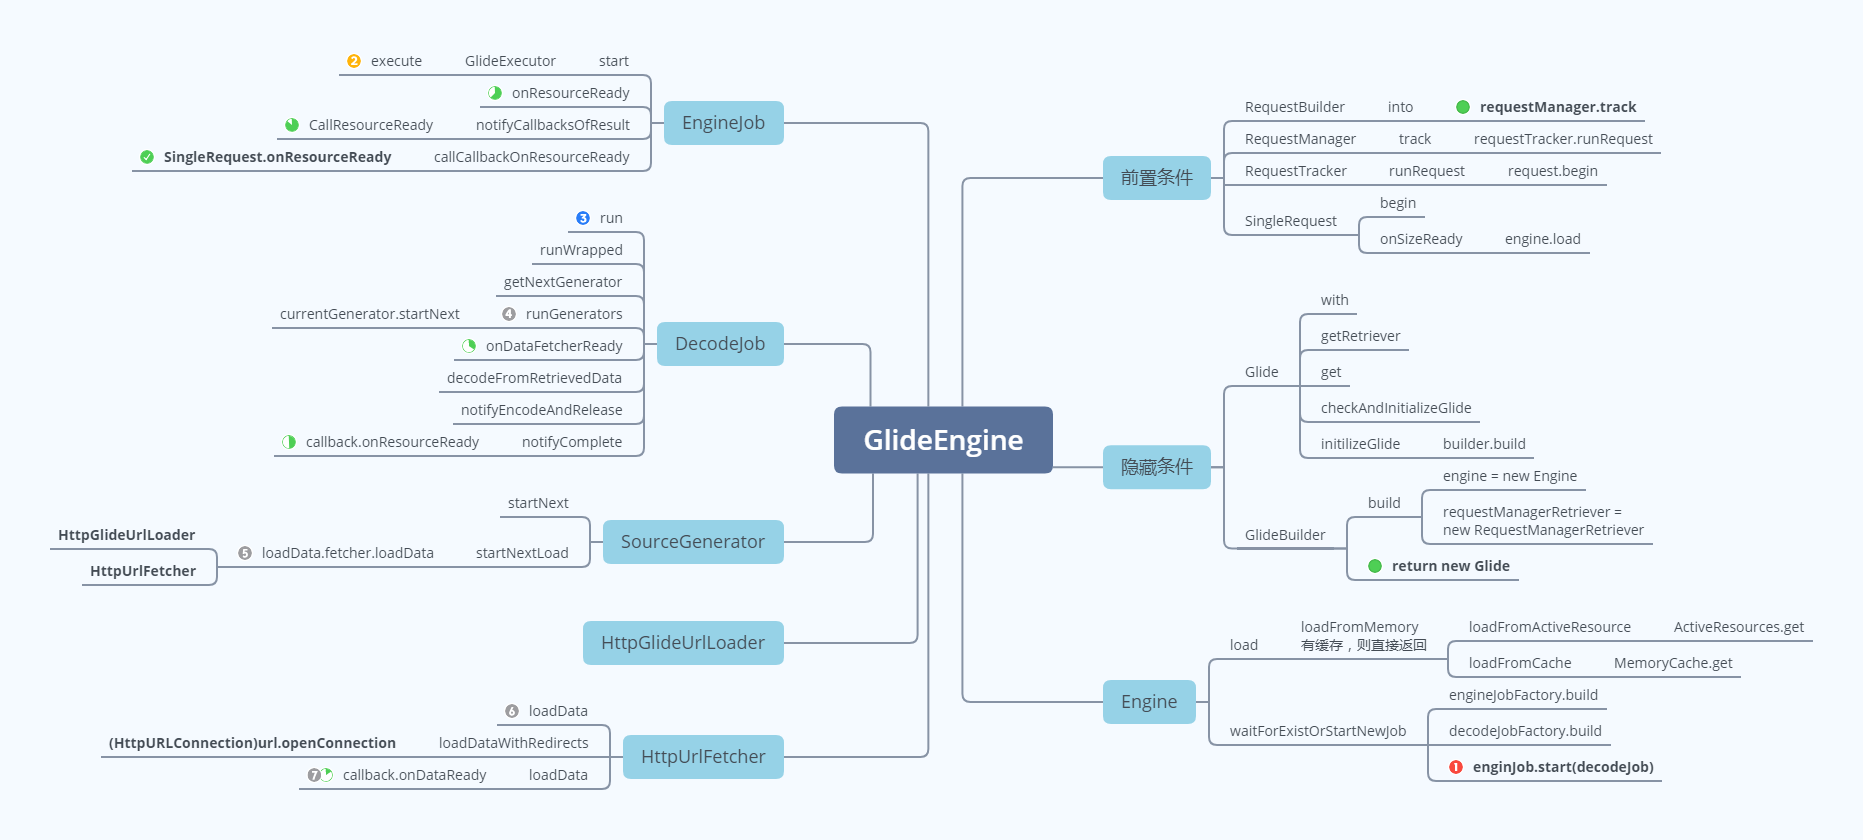 GlideEngine
前置条件
RequestBuilder into requestManager.track
RequestManager track requestTracker.runRequest
RequestTracker runRequest request.begin
SingleRequest
begin
onSizeReady engine.load
隐藏条件
Glide
with
getRetriever
get
checkAndInitializeGlide
initilizeGlide builder.build
GlideBuilder
build
engine = new Engine
requestManagerRetriever =
new RequestManagerRetriever
return new Glide
Engine
load
loadFromMemory
有缓存，则直接返回
loadFromActiveResource ActiveResources.get
loadFromCache MemoryCache.get
waitForExistOrStartNewJob
engineJobFactory.build
decodeJobFactory.build
1 enginJob.start(decodeJob)
EngineJob
2 execute GlideExecutor start
onResourceReady
CallResourceReady notifyCallbacksOfResult
SingleRequest.onResourceReady callCallbackOnResourceReady
DecodeJob
3 run
runWrapped
getNextGenerator
currentGenerator.startNext 4 runGenerators
onDataFetcherReady
decodeFromRetrievedData
notifyEncodeAndRelease
callback.onResourceReady notifyComplete
SourceGenerator
startNext
5 loadData.fetcher.loadData startNextLoad
HttpGlideUrlLoader
HttpUrlFetcher
HttpGlideUrlLoader
HttpUrlFetcher
6 loadData
(HttpURLConnection)url.openConnection loadDataWithRedirects
7 callback.onDataReady loadData